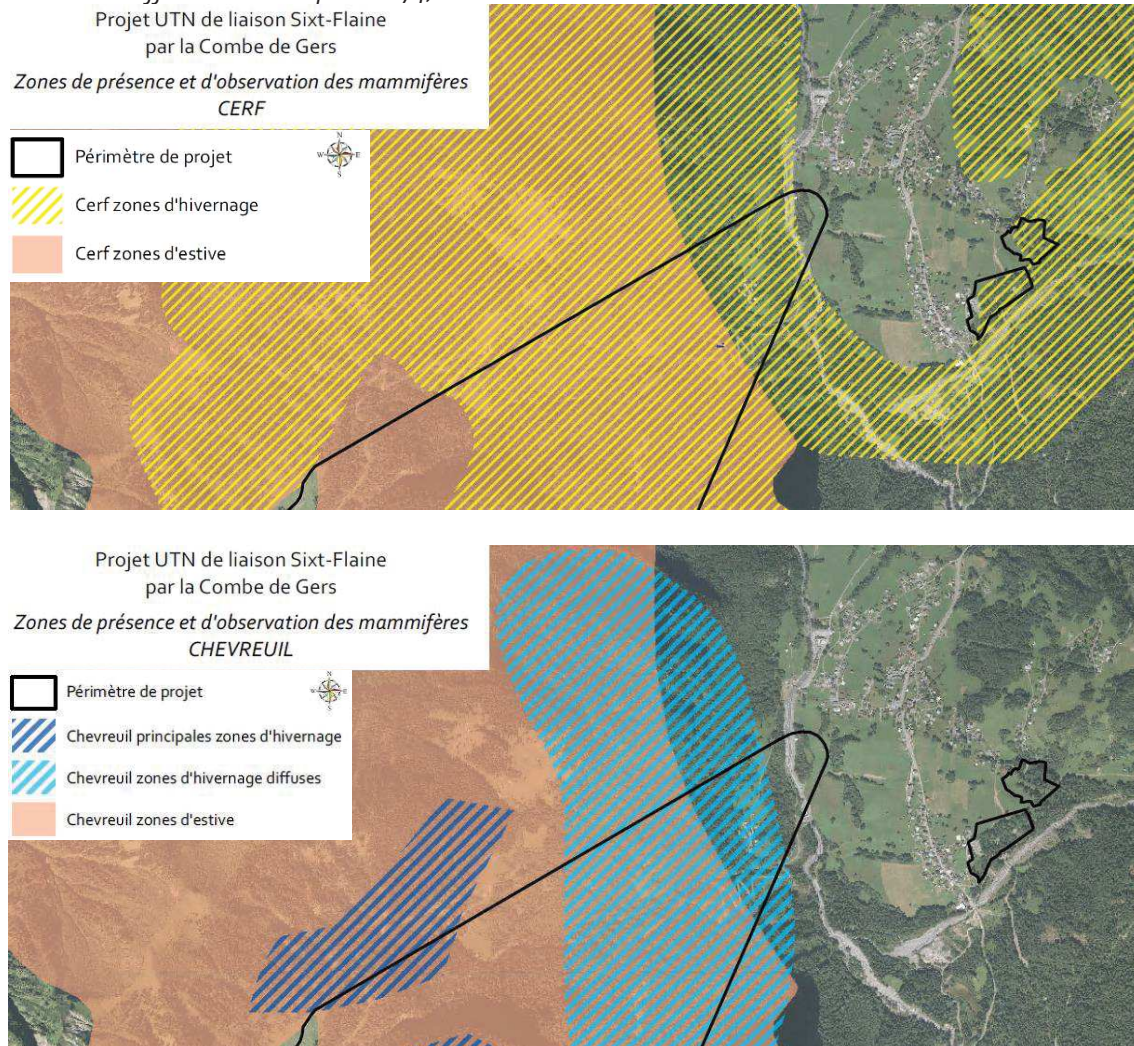 Projet UTN de liaison Sixt-Flaine
par la Combe de Gers
Zones de présence et d'observation des mammifères
CERF
N
W E
S
Périmètre de projet
Cerf zones d'hivernage
Cerf zones d'estive
Projet UTN de liaison Sixt-Flaine
par la Combe de Gers
Zones de présence et d'observation des mammifères
CHEVREUIL
N
W E
S
Périmètre de projet
Chevreuil principales zones d'hivernage
Chevreuil zones d'hivernage diffuses
Chevreuil zones d'estive